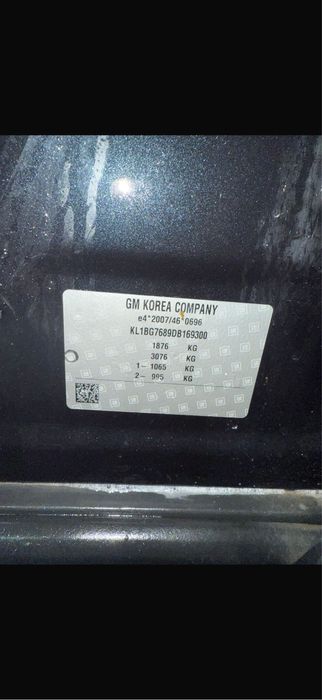 GM KOREA COMPANY
e4*2007/46*0696
KL1BG7689DB169300
1876 KG
3076 KG
1- 1065 KG
2- 995 KG